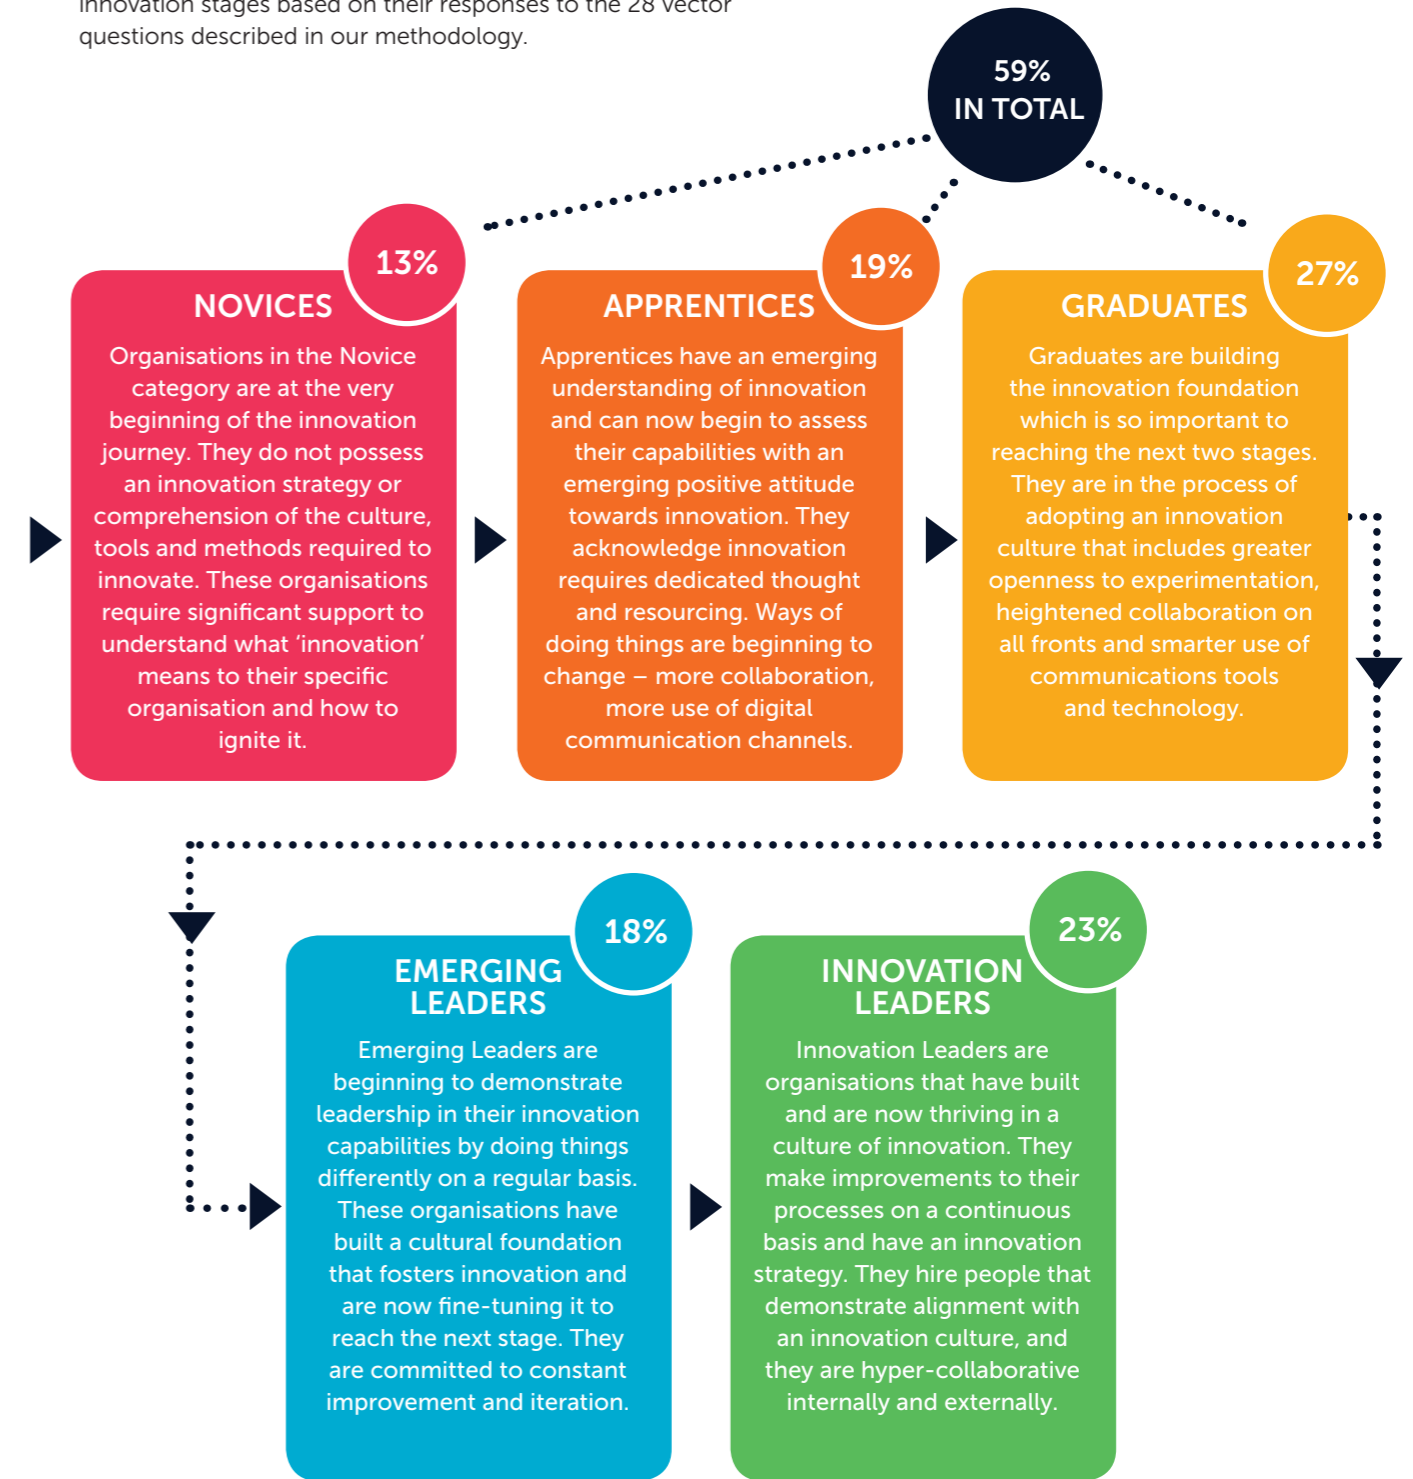 innovation stages based on their responses to the 28 vector
questions described in our methodology.
59%
IN TOTAL
13%
NOVICES
Organisations in the Novice
category are at the very
beginning of the innovation
journey. They do not possess
an innovation strategy or
comprehension of the culture,
tools and methods required to
innovate. These organisations
require significant support to
understand what ‘innovation’
means to their specific
organisation and how to
ignite it.
19%
APPRENTICES
Apprentices have an emerging
understanding of innovation
and can now begin to assess
their capabilities with an
emerging positive attitude
towards innovation. They
acknowledge innovation
requires dedicated thought
and resourcing. Ways of
doing things are beginning to
change – more collaboration,
more use of digital
communication channels.
27%
GRADUATES
Graduates are building
the innovation foundation
which is so important to
reaching the next two stages.
They are in the process of
adopting an innovation
culture that includes greater
openness to experimentation,
heightened collaboration on
all fronts and smarter use of
communications tools
and technology.
18%
EMERGING
LEADERS
Emerging Leaders are
beginning to demonstrate
leadership in their innovation
capabilities by doing things
differently on a regular basis.
These organisations have
built a cultural foundation
that fosters innovation and
are now fine-tuning it to
reach the next stage. They
are committed to constant
improvement and iteration.
23%
INNOVATION
LEADERS
Innovation Leaders are
organisations that have built
and are now thriving in a
culture of innovation. They
make improvements to their
processes on a continuous
basis and have an innovation
strategy. They hire people that
demonstrate alignment with
an innovation culture, and
they are hyper-collaborative
internally and externally.